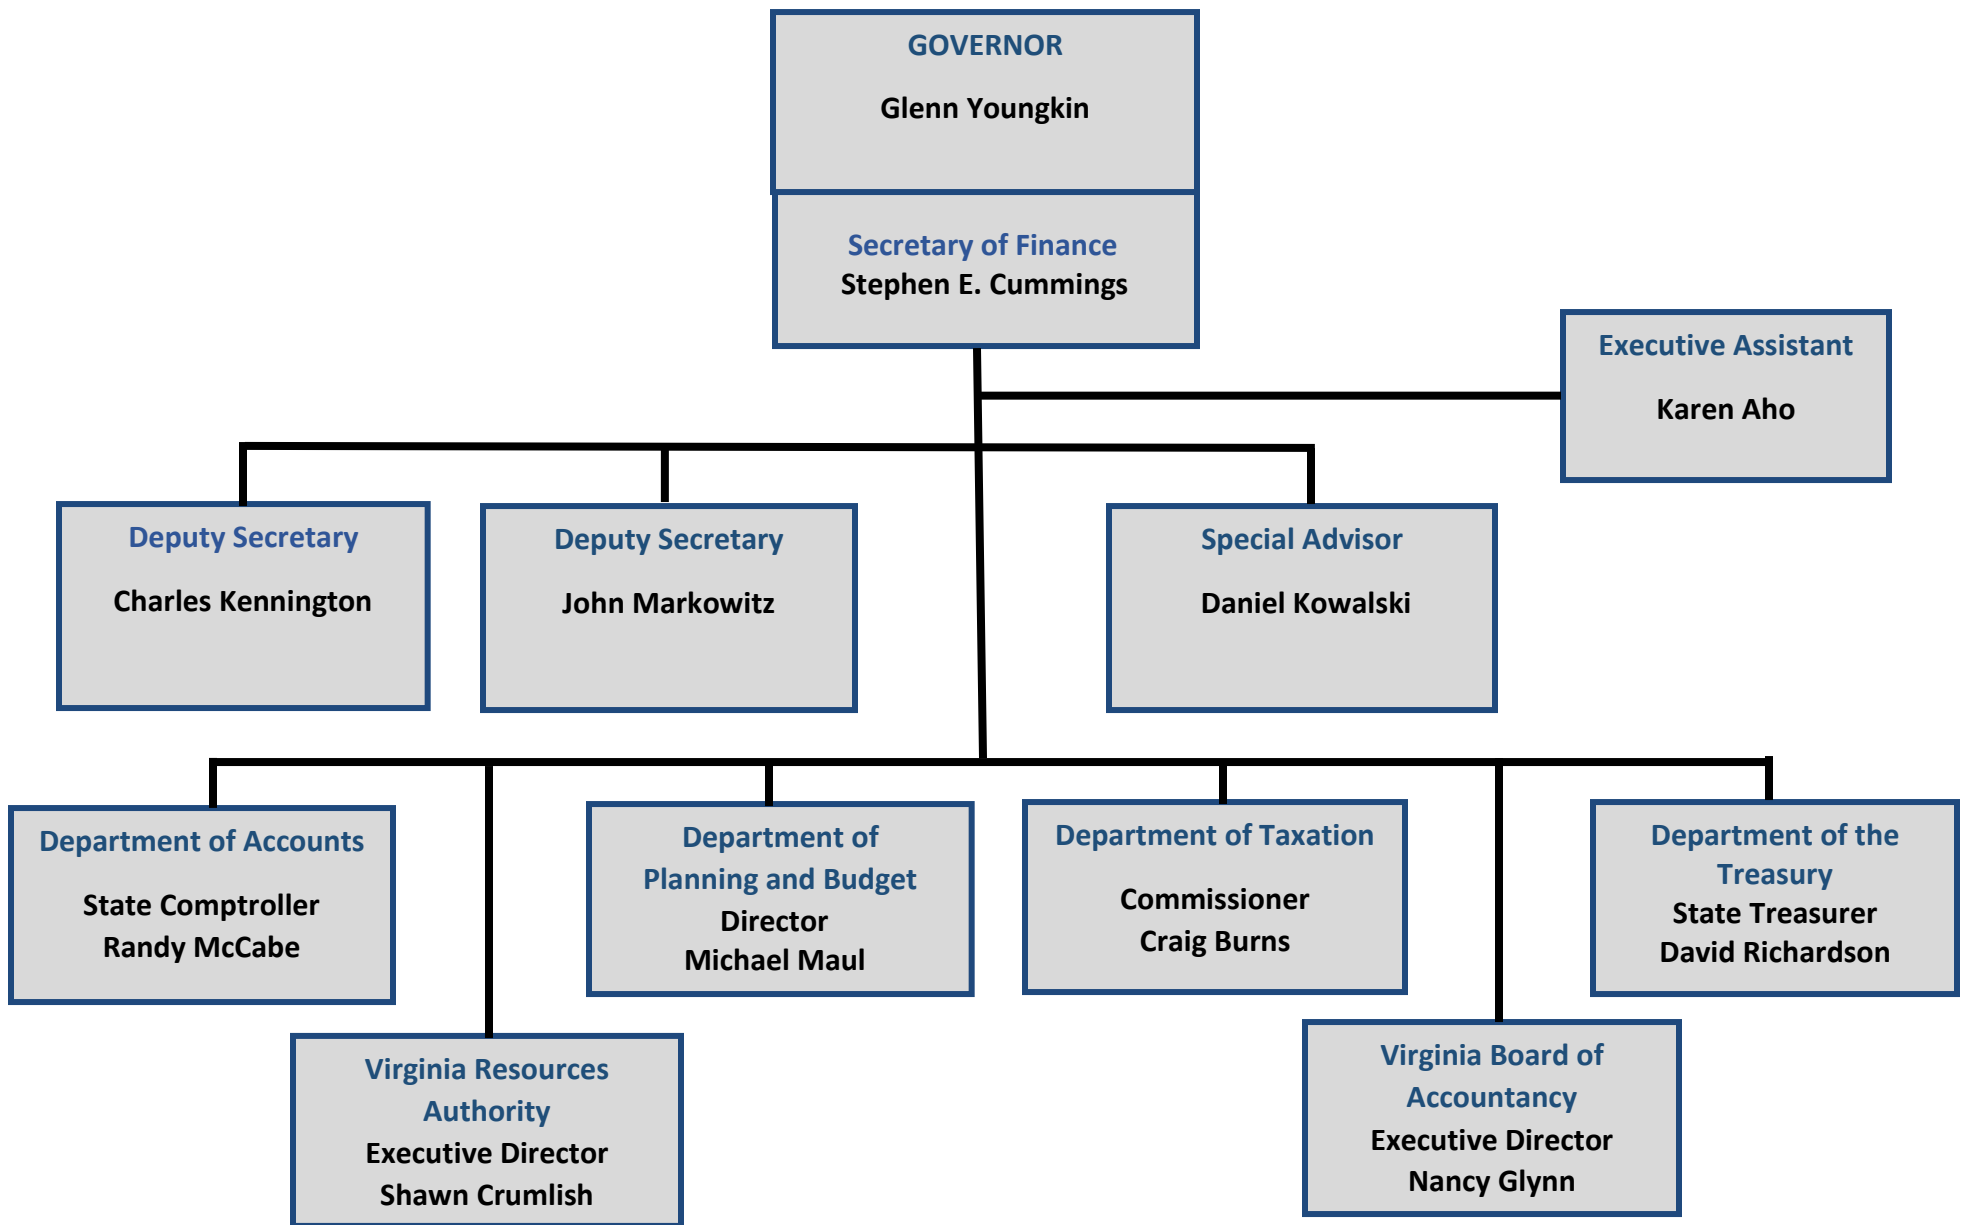 GOVERNOR
Glenn Youngkin
Secretary of Finance
Stephen E. Cummings
Executive Assistant
Karen Aho
Deputy Secretary
Charles Kennington
Deputy Secretary
John Markowitz
Special Advisor
Daniel Kowalski
Department of Accounts
State Comptroller
Randy McCabe
Department of
Planning and Budget
Director
Michael Maul
Department of Taxation
Commissioner
Craig Burns
Department of the
Treasury
State Treasurer
David Richardson
Virginia Resources
Authority
Executive Director
Shawn Crumlish
Virginia Board of
Accountancy
Executive Director
Nancy Glynn